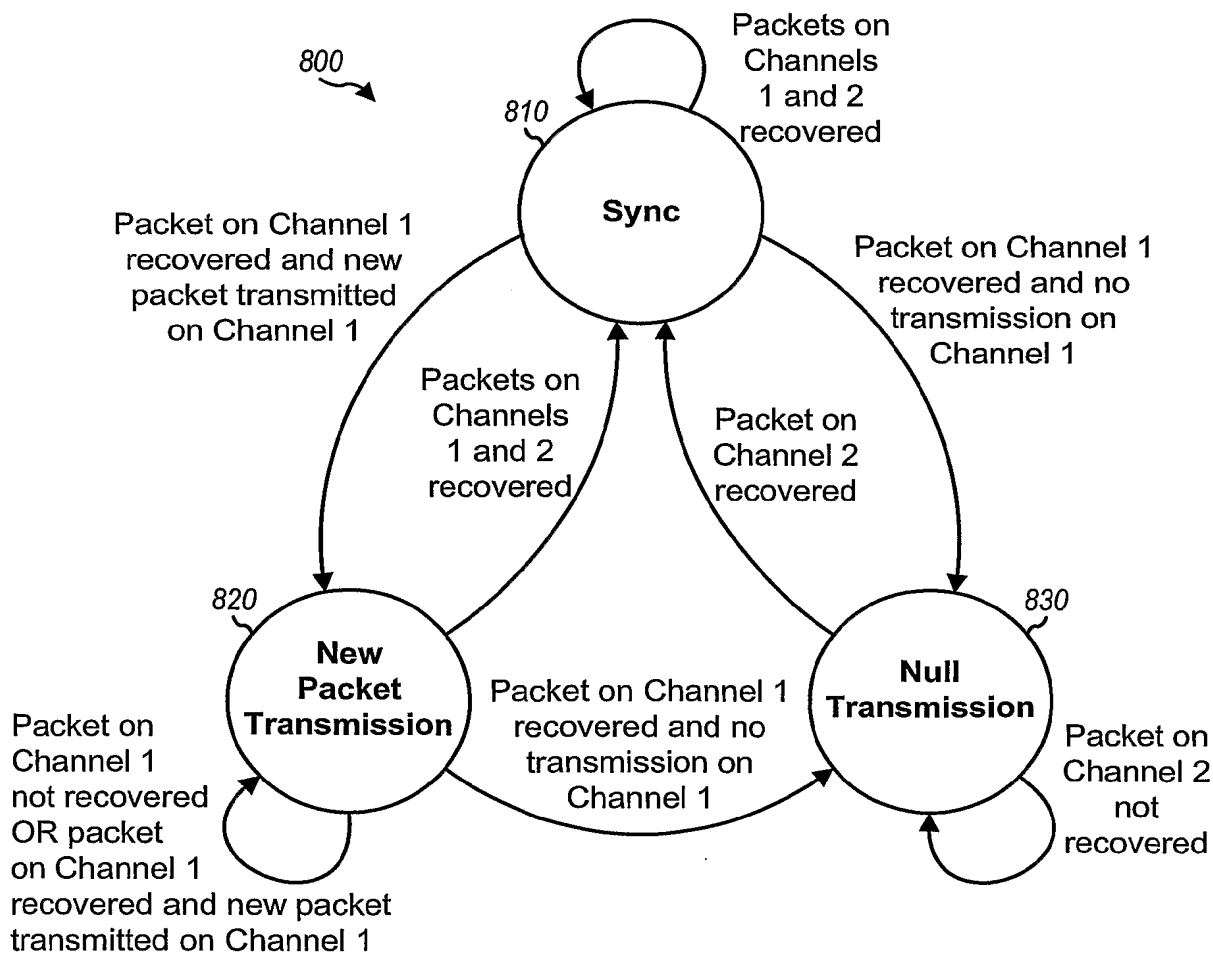 800
Packets on
Channels
1 and 2
recovered
810
Sync
Packet on Channel 1
recovered and new
packet transmitted
on Channel 1
Packet on Channel 1
recovered and no
transmission on
Channel 1
Packets on
Channels
1 and 2
recovered
Packet on
Channel 2
recovered
820
New
Packet
Transmission
830
Null
Transmission
Packet on Channel 1
recovered and no
transmission on
Channel 1
Packet on
Channel 1
not recovered
OR packet
on Channel 1
recovered and new packet
transmitted on Channel 1
Packet on
Channel 2
not
recovered